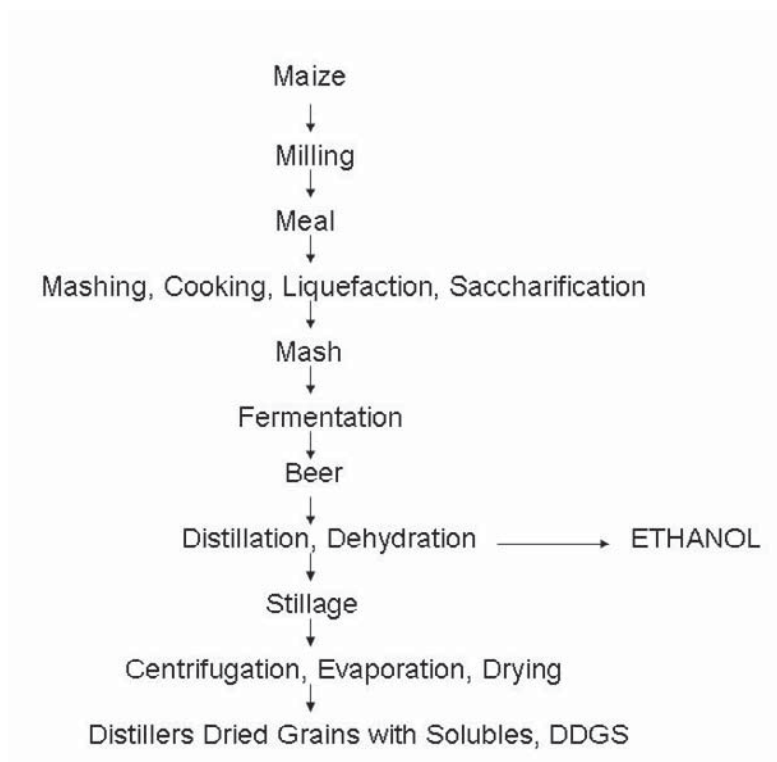 Maize
Milling
Meal
Mashing, Cooking, Liquefaction, Saccharification
Mash
Fermentation
Beer
Distillation, Dehydration ETHANOL
Stillage
Centrifugation, Evaporation, Drying
Distillers Dried Grains with Solubles, DDGS